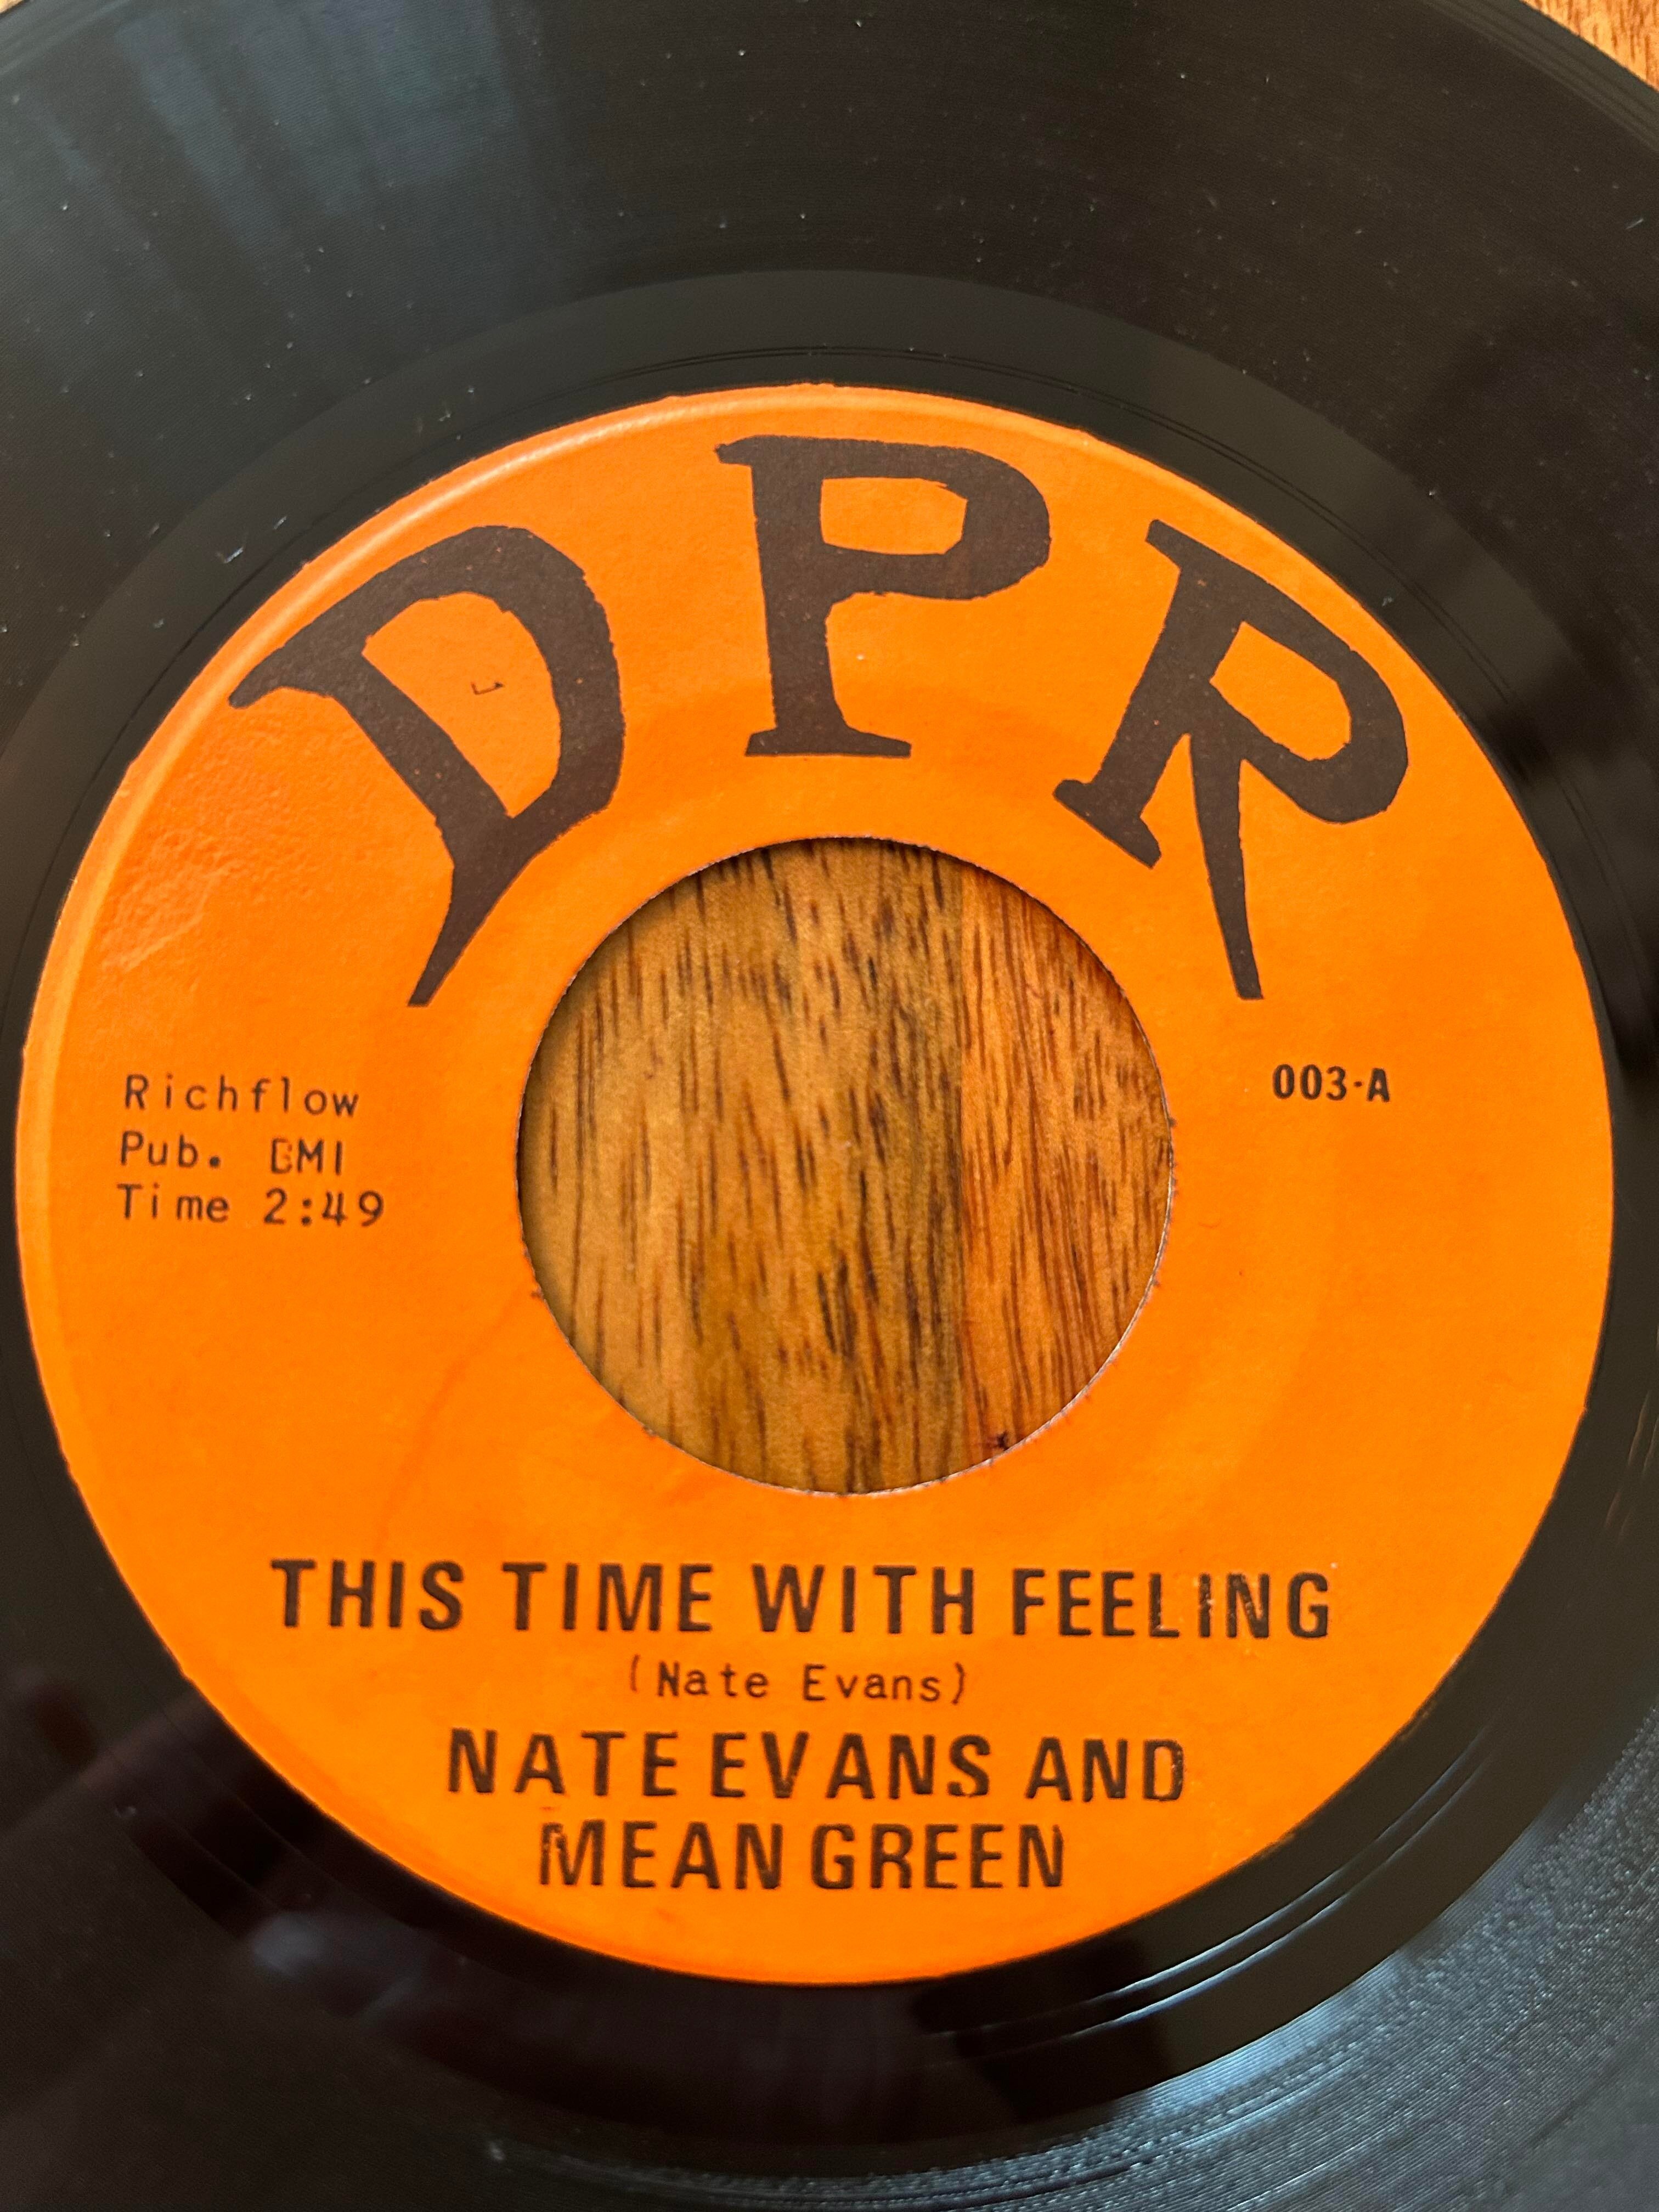 DPR
Richflow
Pub. BMI
Time 2:49
003-A
THIS TIME WITH FEELING
(Nate Evans)
NATE EVANS AND
MEAN GREEN